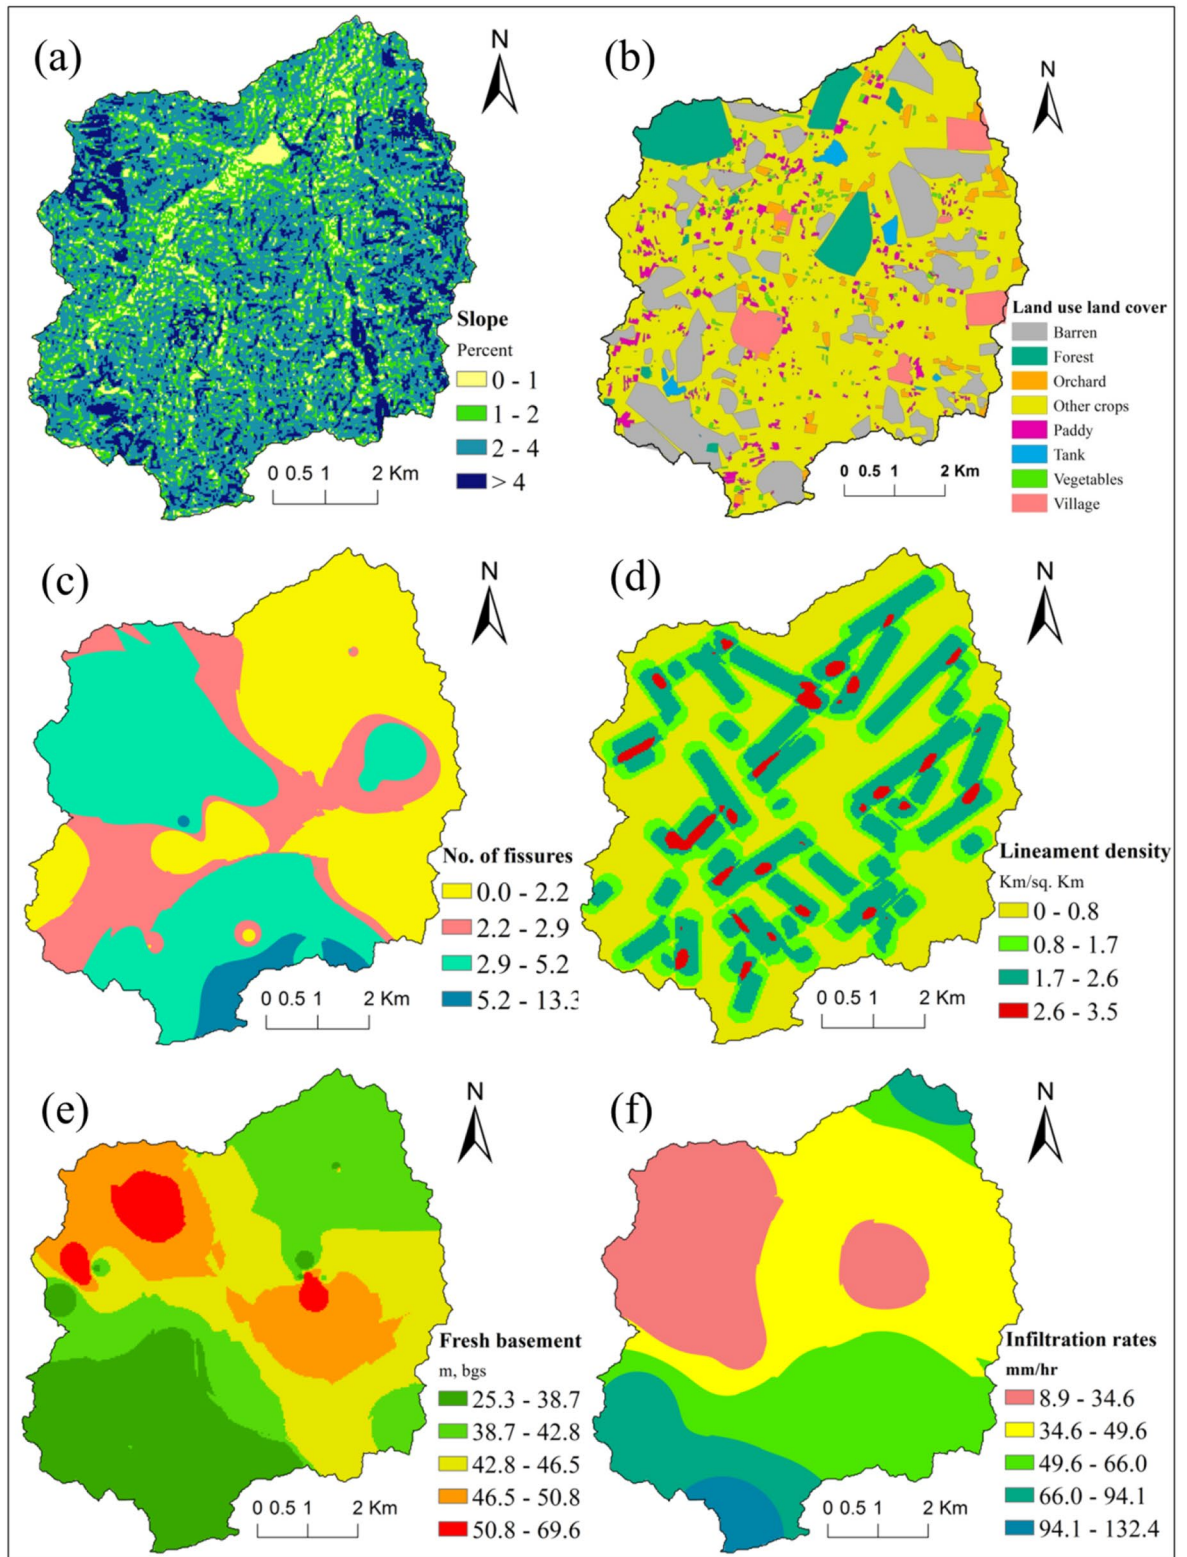 (a)
N
Slope
Percent
0 - 1
1 - 2
2 - 4
> 4
0 0.5 1 2 Km
(b)
N
Land use land cover
Barren
Forest
Orchard
Other crops
Paddy
Tank
Vegetables
Village
0 0.5 1 2 Km
(c)
N
No. of fissures
0.0 - 2.2
2.2 - 2.9
2.9 - 5.2
5.2 - 13.3
0 0.5 1 2 Km
(d)
N
Lineament density
Km/sq. Km
0 - 0.8
0.8 - 1.7
1.7 - 2.6
2.6 - 3.5
0 0.5 1 2 Km
(e)
N
Fresh basement
m, bgs
25.3 - 38.7
38.7 - 42.8
42.8 - 46.5
46.5 - 50.8
50.8 - 69.6
0 0.5 1 2 Km
(f)
N
Infiltration rates
mm/hr
8.9 - 34.6
34.6 - 49.6
49.6 - 66.0
66.0 - 94.1
94.1 - 132.4
0 0.5 1 2 Km